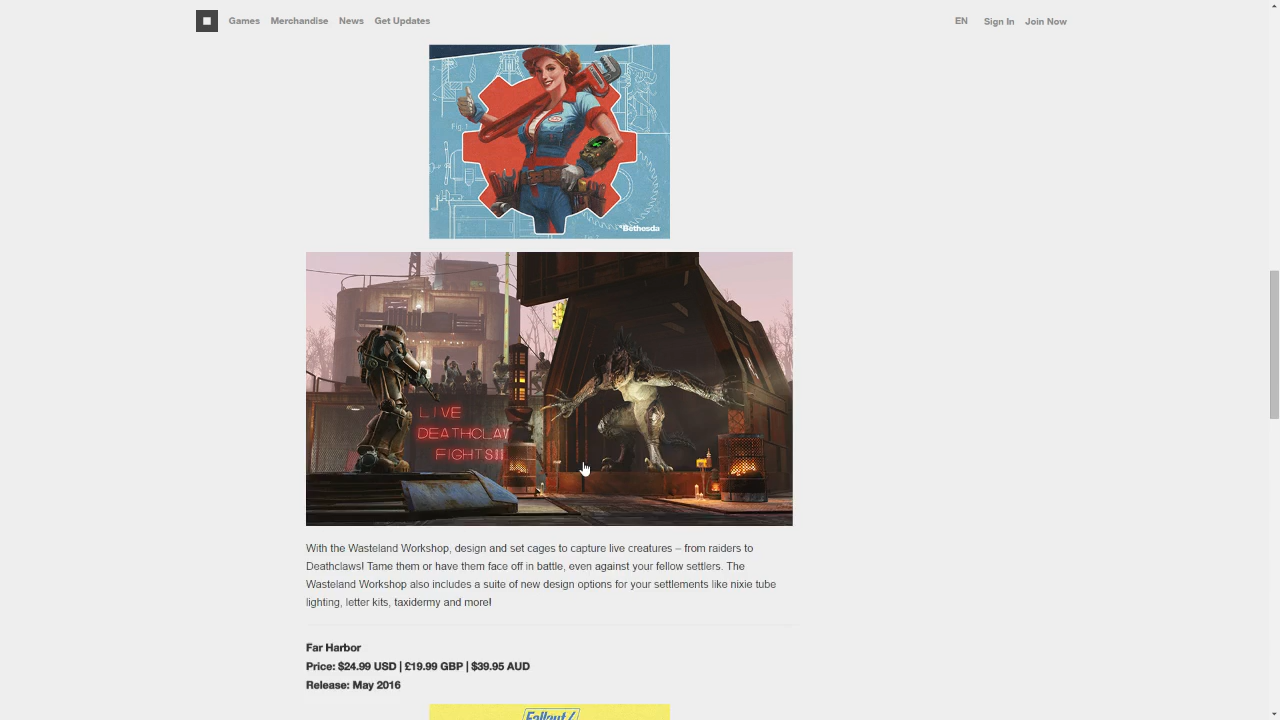 Games Merchandise News Get Updates EN Sign In Join Now
Fig 1
Bethesda
LIVE
DEATHCLAW
FIGHTS!!
With the Wasteland Workshop, design and set cages to capture live creatures – from raiders to
Deathclaws! Tame them or have them face off in battle, even against your fellow settlers. The
Wasteland Workshop also includes a suite of new design options for your settlements like nixie tube
lighting, letter kits, taxidermy and more!
Far Harbor
Price: $24.99 USD | £19.99 GBP | $39.95 AUD
Release: May 2016
Fallout 4